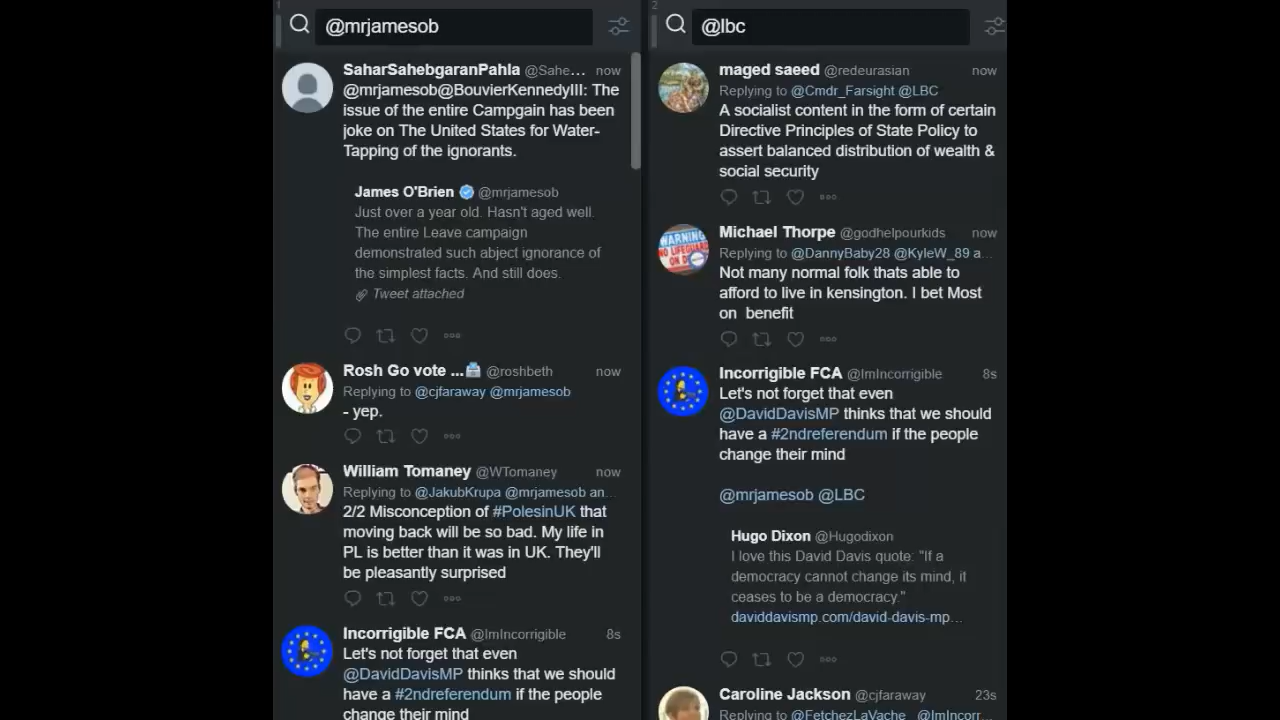 1
@mrjamesob
SaharSahebgaranPahla @Sahe... now
@mrjamesob@BouvierKennedyIII: The
issue of the entire Campgain has been
joke on The United States for Water-
Tapping of the ignorants.
James O'Brien @mrjamesob
Just over a year old. Hasn't aged well.
The entire Leave campaign
demonstrated such abject ignorance of
the simplest facts. And still does.
Tweet attached
Rosh Go vote ... @roshbeth now
Replying to @cjfaraway @mrjamesob
- yep.
William Tomaney @WTomaney now
Replying to @JakubKrupa @mrjamesob an...
2/2 Misconception of #PolesinUK that
moving back will be so bad. My life in
PL is better than it was in UK. They'll
be pleasantly surprised
Incorrigible FCA @ImIncorrigible 8s
Let's not forget that even
@DavidDavisMP thinks that we should
have a #2ndreferendum if the people
change their mind
2
@lbc
maged saeed @redeurasian now
Replying to @Cmdr_Farsight @LBC
A socialist content in the form of certain
Directive Principles of State Policy to
assert balanced distribution of wealth &
social security
Michael Thorpe @godhelpourkids now
Replying to @DannyBaby28 @KyleW_89 a...
Not many normal folk thats able to
afford to live in kensington. I bet Most
on benefit
WARNING
NO LIFEGUARD
ON D
Incorrigible FCA @ImIncorrigible 8s
Let's not forget that even
@DavidDavisMP thinks that we should
have a #2ndreferendum if the people
change their mind
@mrjamesob @LBC
Hugo Dixon @Hugodixon
I love this David Davis quote: "If a
democracy cannot change its mind, it
ceases to be a democracy."
daviddavismp.com/david-davis-mp...
Caroline Jackson @cjfaraway 23s
Replying to @FetchezLaVache_ @ImIncorr...